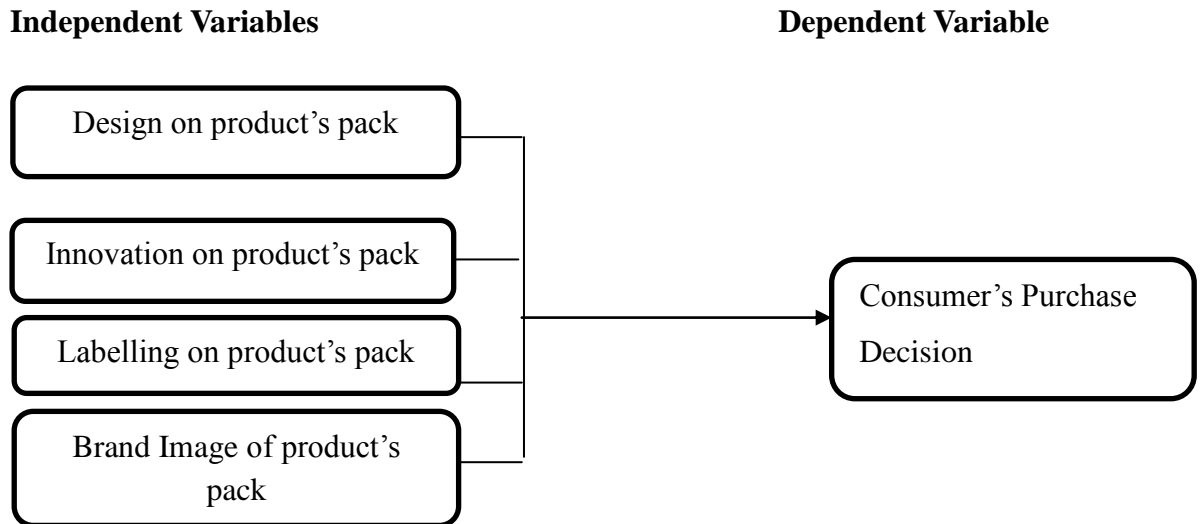 Independent Variables
Dependent Variable
Design on product’s pack
Innovation on product’s pack
Labelling on product’s pack
Brand Image of product’s
pack
Consumer’s Purchase
Decision